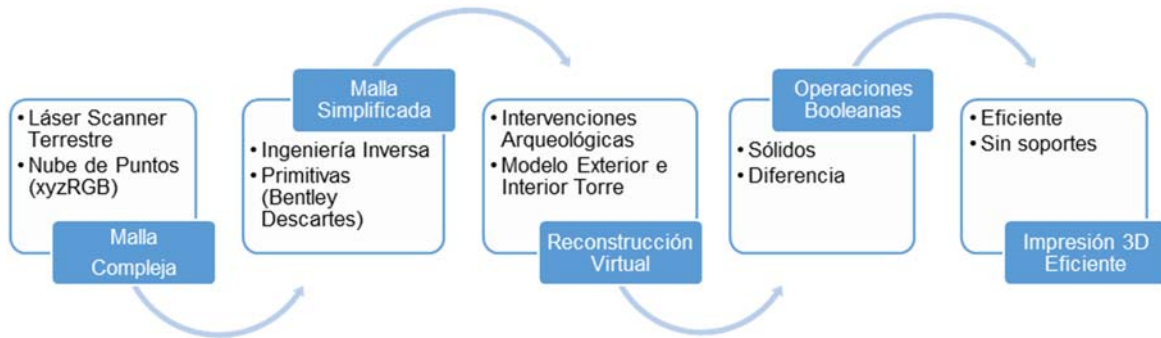 • Láser Scanner
Terrestre
• Nube de Puntos
(xyzRGB)
Malla
Compleja
Malla
Simplificada
• Ingeniería Inversa
• Primitivas
(Bentley
Descartes)
• Intervenciones
Arqueológicas
• Modelo Exterior e
Interior Torre
Reconstrucción
Virtual
Operaciones
Booleanas
• Sólidos
• Diferencia
• Eficiente
• Sin soportes
Impresión 3D
Eficiente